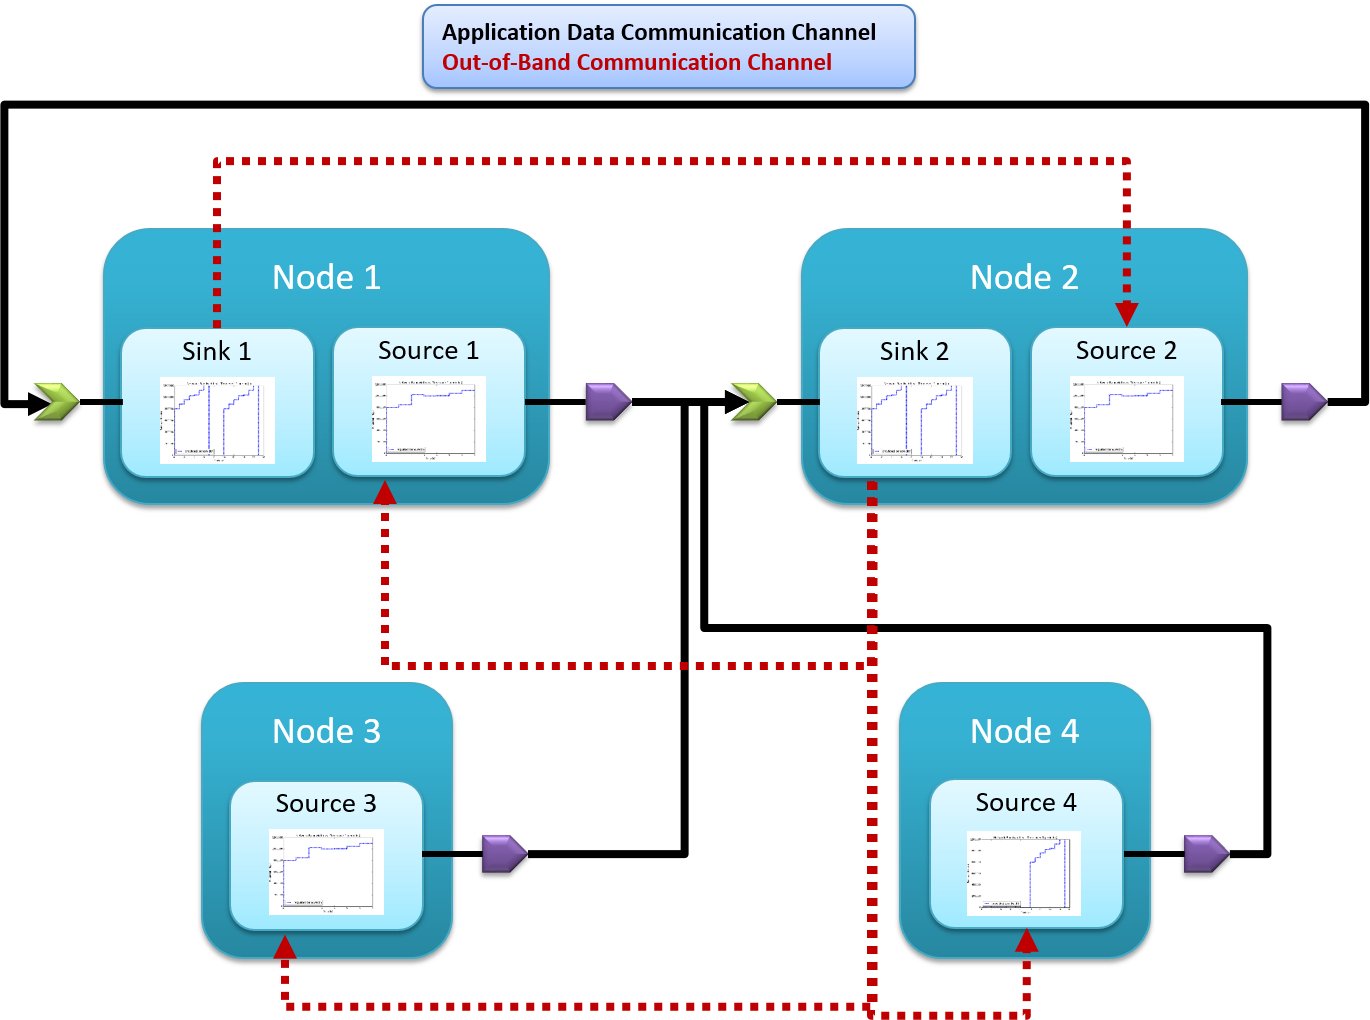 Application Data Communication Channel
Out-of-Band Communication Channel
Node 1
Node 2
Sink 1
Source 1
Sink 2
Source 2
Node 3
Node 4
Source 3
Source 4